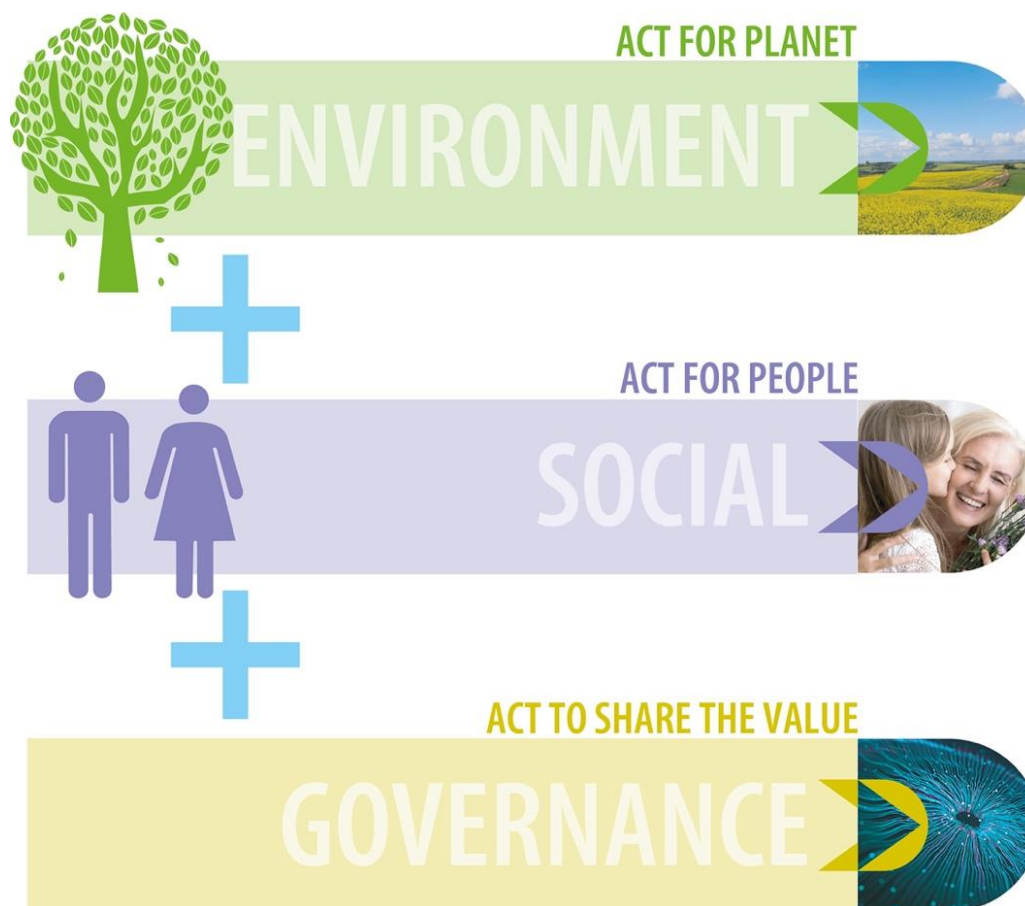 ACT FOR PLANET
ENVIRONMENT
ACT FOR PEOPLE
SOCIAL
ACT TO SHARE THE VALUE
GOVERNANCE